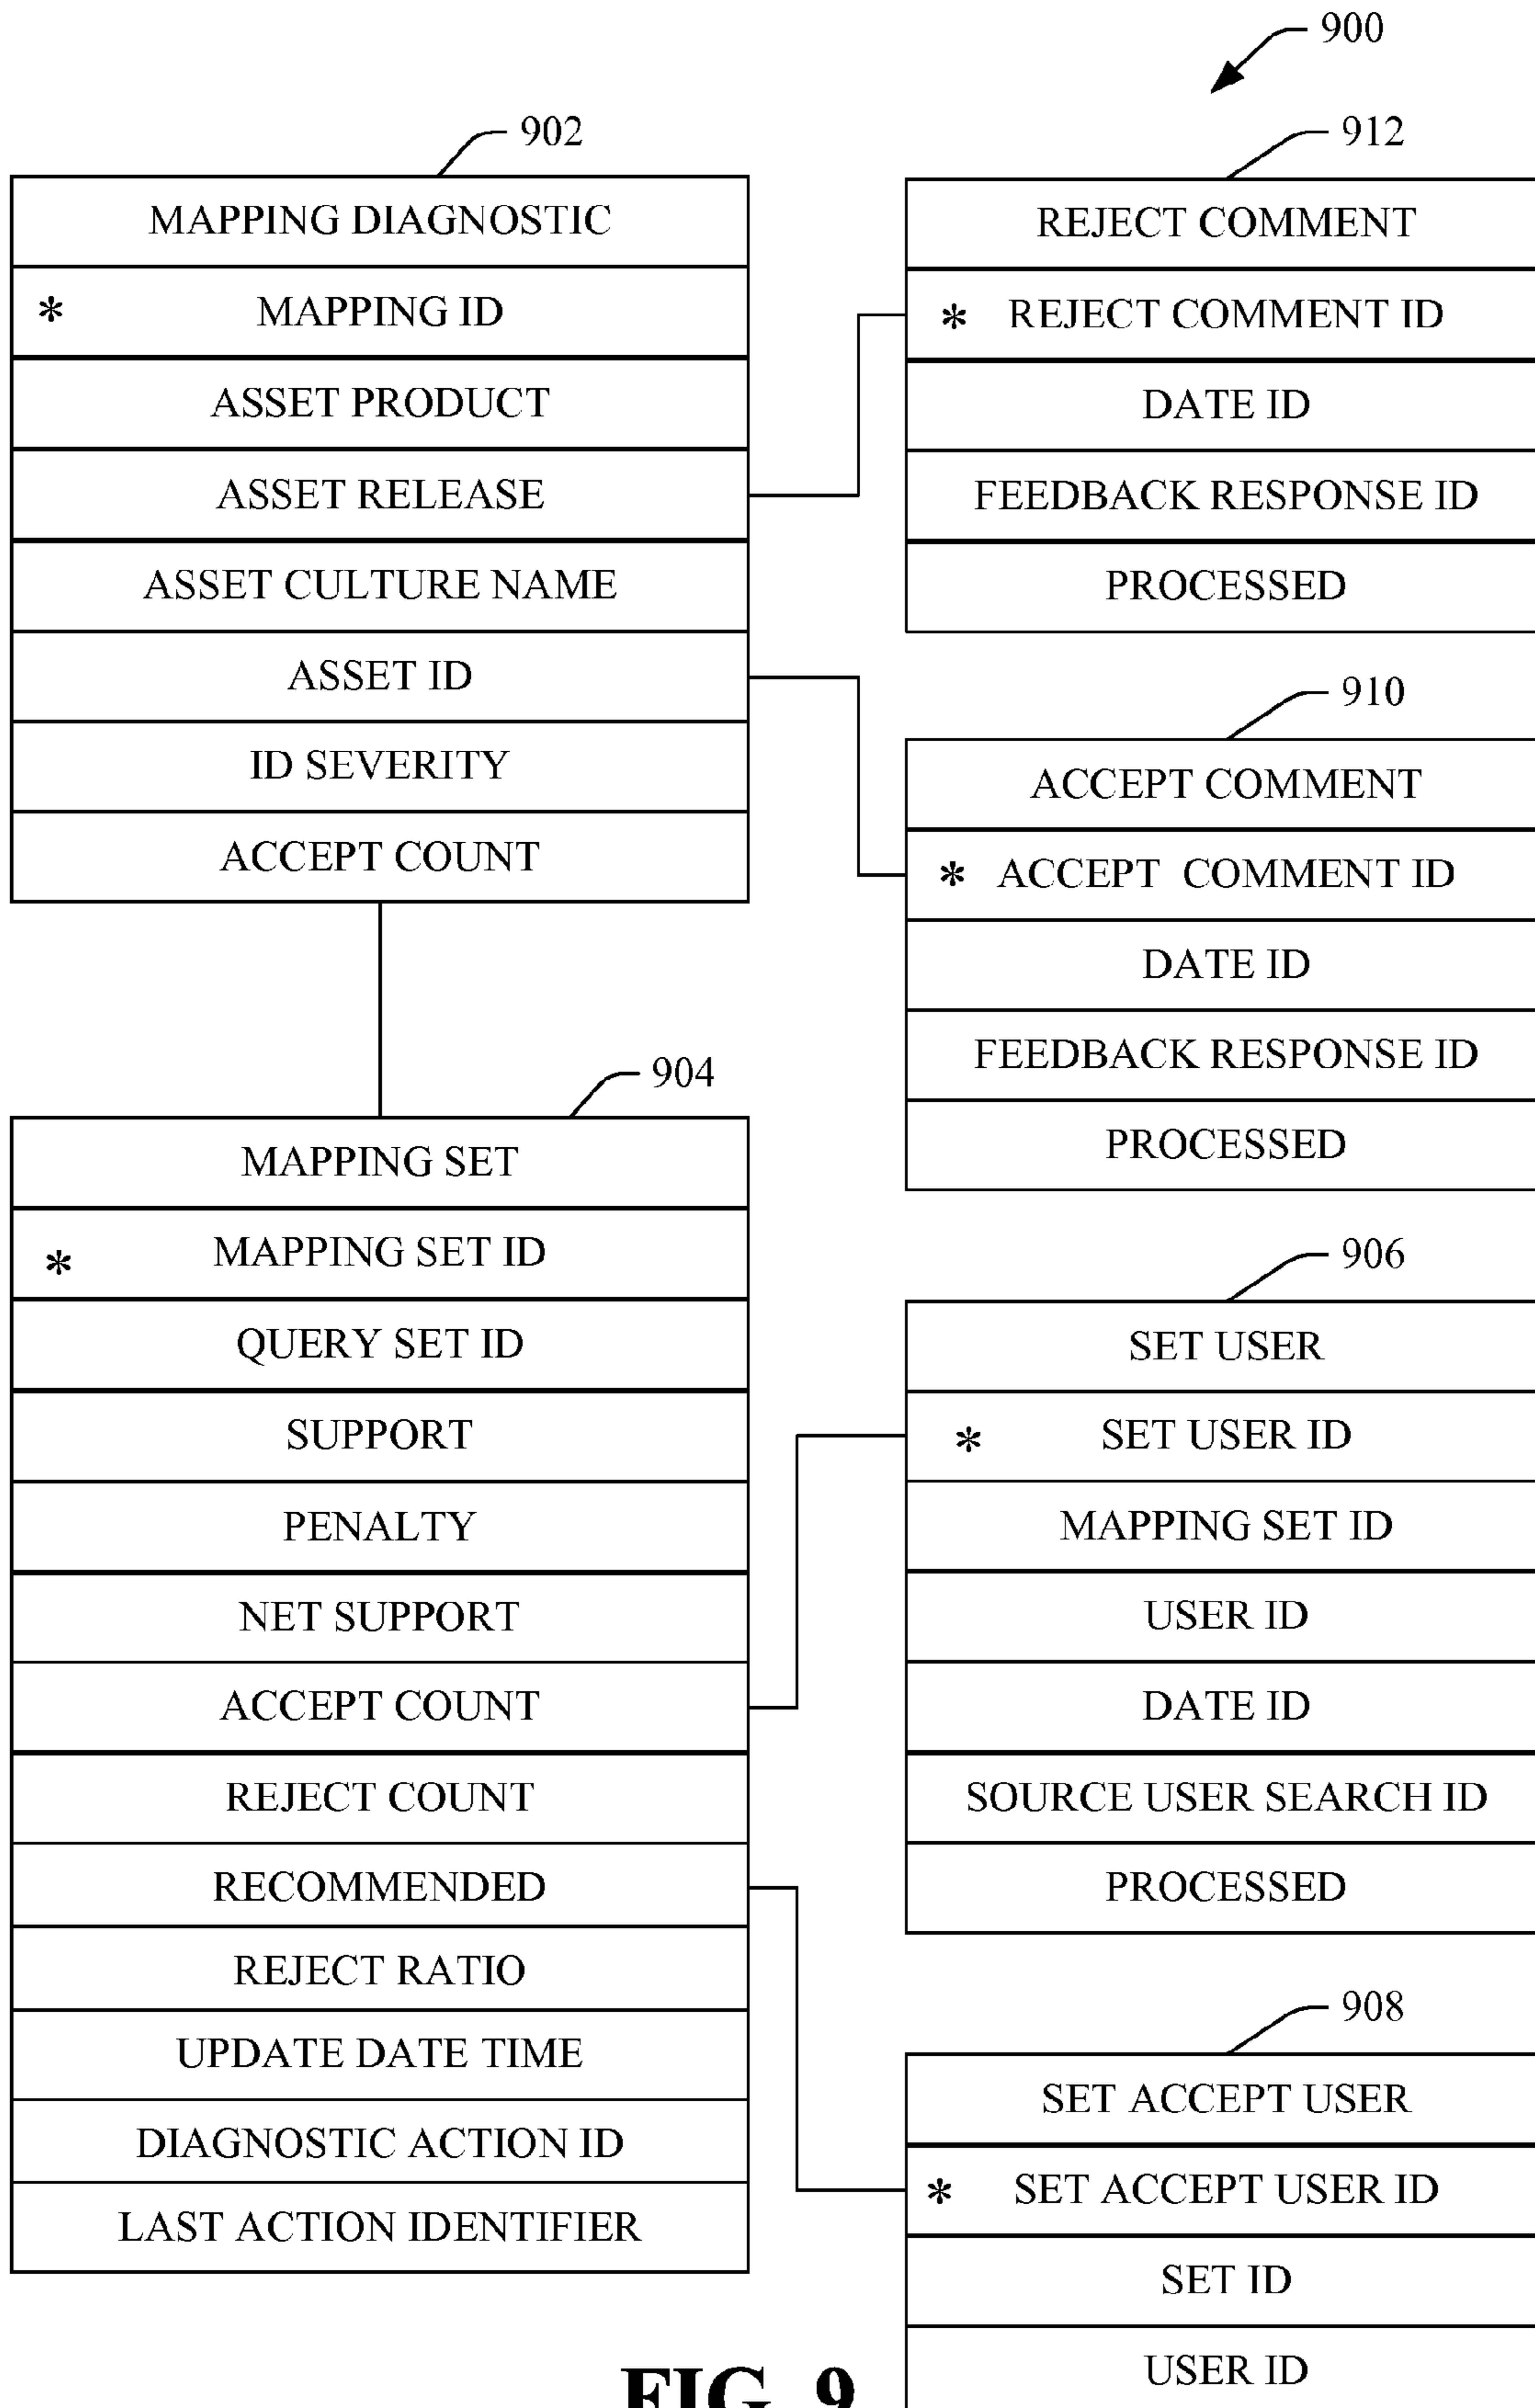 900
902
MAPPING DIAGNOSTIC
* MAPPING ID
ASSET PRODUCT
ASSET RELEASE
ASSET CULTURE NAME
ASSET ID
ID SEVERITY
ACCEPT COUNT
912
REJECT COMMENT
* REJECT COMMENT ID
DATE ID
FEEDBACK RESPONSE ID
PROCESSED
910
ACCEPT COMMENT
* ACCEPT COMMENT ID
DATE ID
FEEDBACK RESPONSE ID
PROCESSED
904
MAPPING SET
* MAPPING SET ID
QUERY SET ID
SUPPORT
PENALTY
NET SUPPORT
ACCEPT COUNT
REJECT COUNT
RECOMMENDED
REJECT RATIO
UPDATE DATE TIME
DIAGNOSTIC ACTION ID
LAST ACTION IDENTIFIER
906
SET USER
* SET USER ID
MAPPING SET ID
USER ID
DATE ID
SOURCE USER SEARCH ID
PROCESSED
908
SET ACCEPT USER
* SET ACCEPT USER ID
SET ID
USER ID
FIG. 9